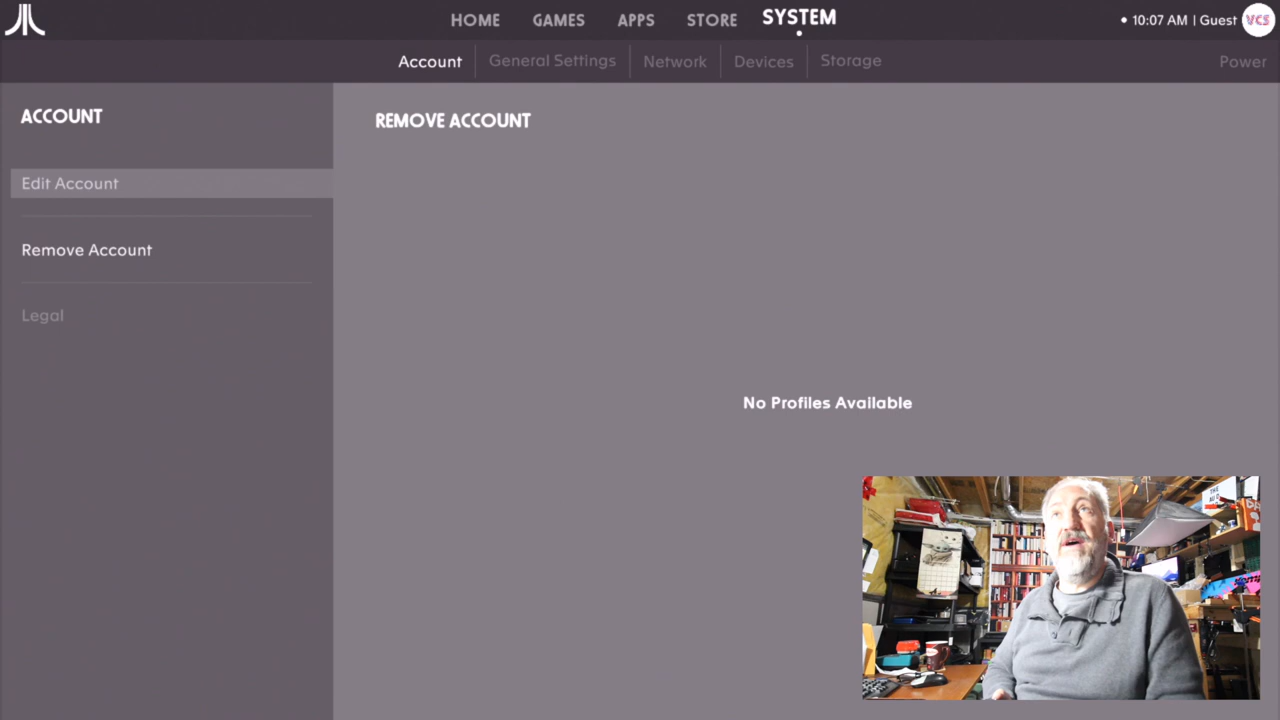 HOME GAMES APPS STORE SYSTEM
• 10:07 AM | Guest VCS
Account General Settings Network Devices Storage Power
ACCOUNT
REMOVE ACCOUNT
Edit Account
Remove Account
Legal
No Profiles Available